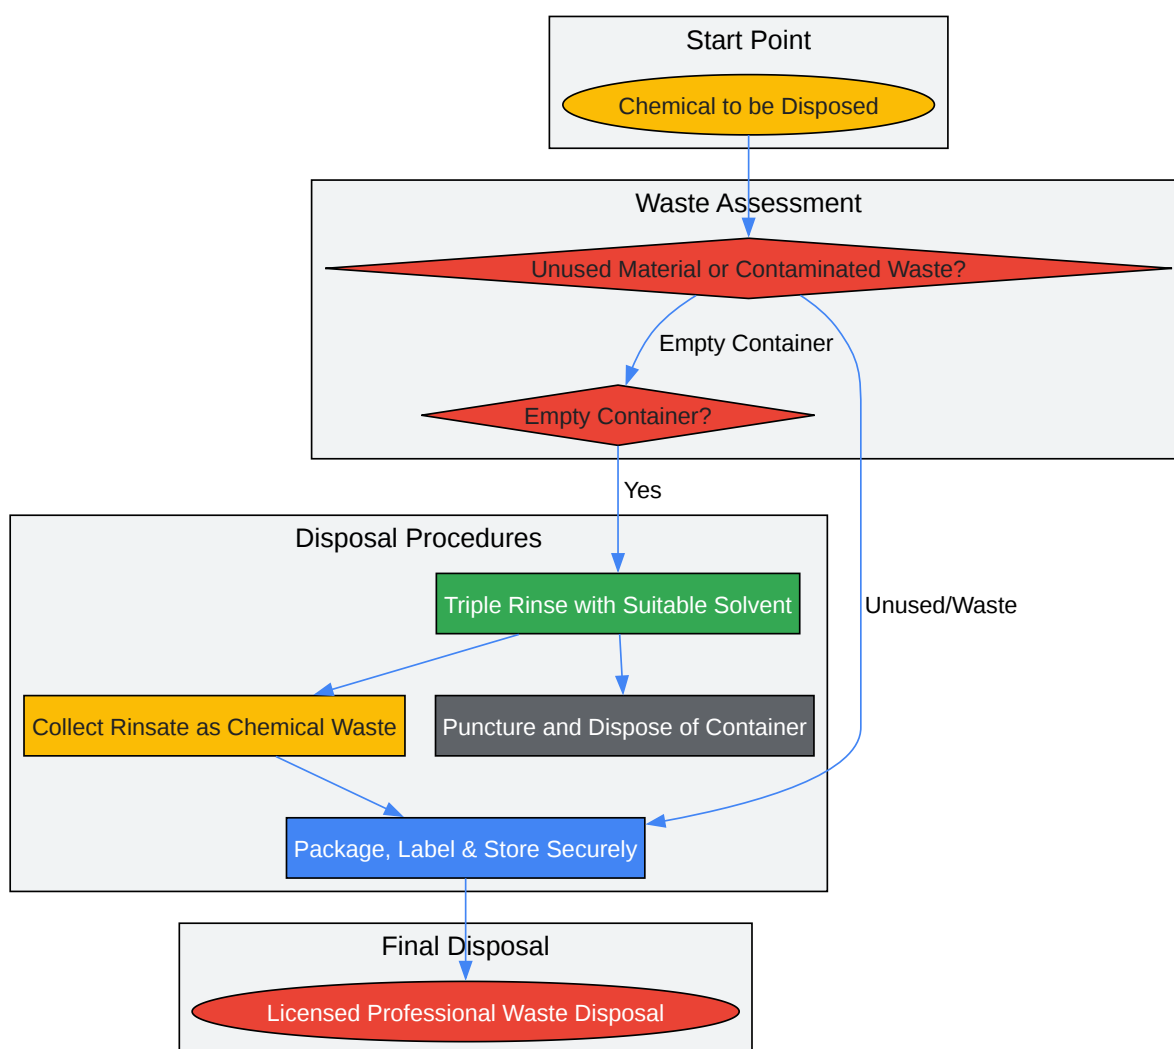 Start Point
Chemical to be Disposed
Waste Assessment
Unused Material or Contaminated Waste?
Empty Container
Empty Container?
Yes
Disposal Procedures
Triple Rinse with Suitable Solvent
Unused/Waste
Collect Rinsate as Chemical Waste
Puncture and Dispose of Container
Package, Label & Store Securely
Final Disposal
Licensed Professional Waste Disposal